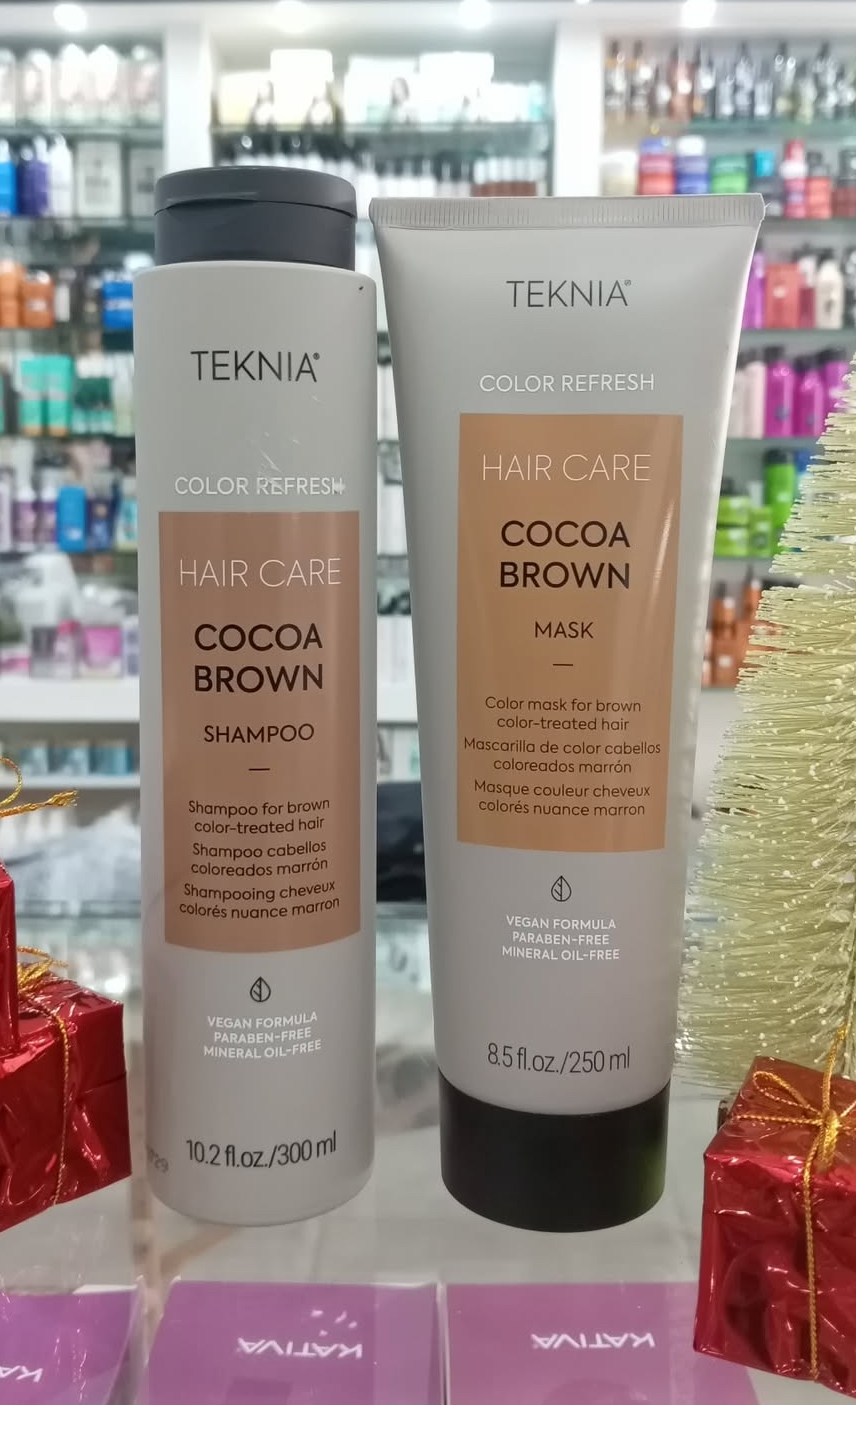 TEKNIA®
COLOR REFRESH
HAIR CARE
COCOA
BROWN
SHAMPOO
Shampoo for brown
color-treated hair
Shampoo cabellos
coloreados marrón
Shampooing cheveux
colorés nuance marron
VEGAN FORMULA
PARABEN-FREE
MINERAL OIL-FREE
10.2 fl.oz./300 ml
TEKNIA®
COLOR REFRESH
HAIR CARE
COCOA
BROWN
MASK
Color mask for brown
color-treated hair
Mascarilla de color cabellos
coloreados marrón
Masque couleur cheveux
colorés nuance marron
VEGAN FORMULA
PARABEN-FREE
MINERAL OIL-FREE
8.5 fl.oz./250 ml
KATIVA
KATIVA